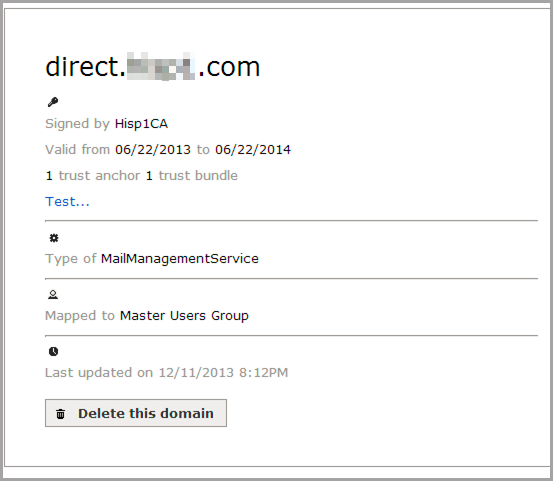 direct. .com
Signed by Hisp1CA
Valid from 06/22/2013 to 06/22/2014
1 trust anchor 1 trust bundle
Test...
Type of MailManagementService
Mapped to Master Users Group
Last updated on 12/11/2013 8:12PM
Delete this domain